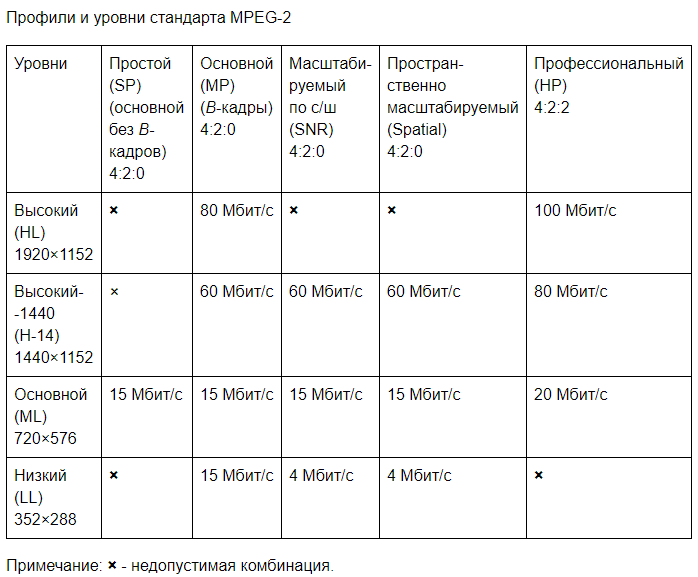 Профили и уровни стандарта MPEG-2
Уровни
Простой
(SP)
(основной
без B-
кадров)
4:2:0
Основной
(MP)
(B-кадры)
4:2:0
Масштаби-
руемый
по с/ш
(SNR)
4:2:0
Простран-
ственно
масштабируемый
(Spatial)
4:2:0
Профессиональный
(HP)
4:2:2
Высокий
(HL)
1920×1152
×
80 Мбит/с
×
×
100 Мбит/с
Высокий-
-1440
(H-14)
1440×1152
×
60 Мбит/с
60 Мбит/с
60 Мбит/с
80 Мбит/с
Основной
(ML)
720×576
15 Мбит/с
15 Мбит/с
15 Мбит/с
15 Мбит/с
20 Мбит/с
Низкий
(LL)
352×288
×
15 Мбит/с
4 Мбит/с
4 Мбит/с
×
Примечание: × - недопустимая комбинация.